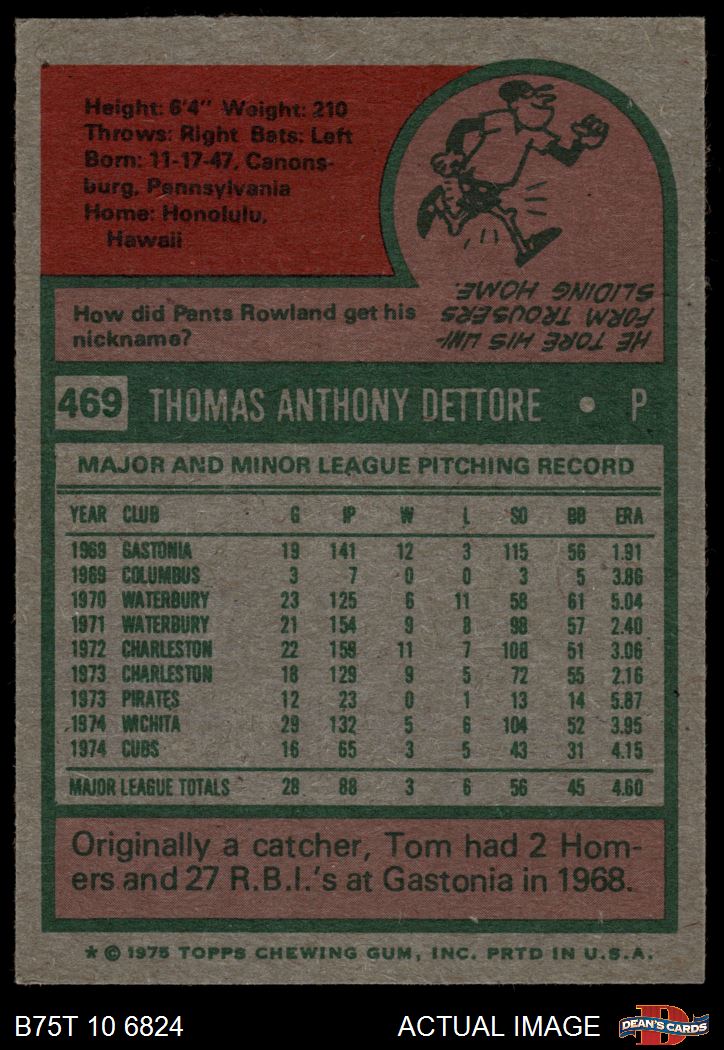 Height: 6'4" Weight: 210
Throws: Right Bats: Left
Born: 11-17-47, Canons-
burg, Pennsylvania
Home: Honolulu,
Hawaii
How did Pants Rowland get his
nickname?
HE TORE HIS UNI-
FORM TROUSERS
SLIDING HOME.
469 THOMAS ANTHONY DETTORE • P
MAJOR AND MINOR LEAGUE PITCHING RECORD
YEAR CLUB G IP W L SO BB ERA
1969 GASTONIA 19 141 12 3 115 56 1.91
1969 COLUMBUS 3 7 0 0 3 5 3.86
1970 WATERBURY 23 125 6 11 58 61 5.04
1971 WATERBURY 21 154 9 8 98 57 2.40
1972 CHARLESTON 22 159 11 7 108 51 3.06
1973 CHARLESTON 18 129 9 5 72 55 2.16
1973 PIRATES 12 23 0 1 13 14 5.87
1974 WICHITA 29 132 5 6 104 52 3.95
1974 CUBS 16 65 3 5 43 31 4.15
MAJOR LEAGUE TOTALS 28 88 3 6 56 45 4.60
Originally a catcher, Tom had 2 Hom-
ers and 27 R.B.I.'s at Gastonia in 1968.
* © 1975 TOPPS CHEWING GUM, INC. PRTD IN U.S.A.
B75T 10 6824 ACTUAL IMAGE DEAN'S CARDS